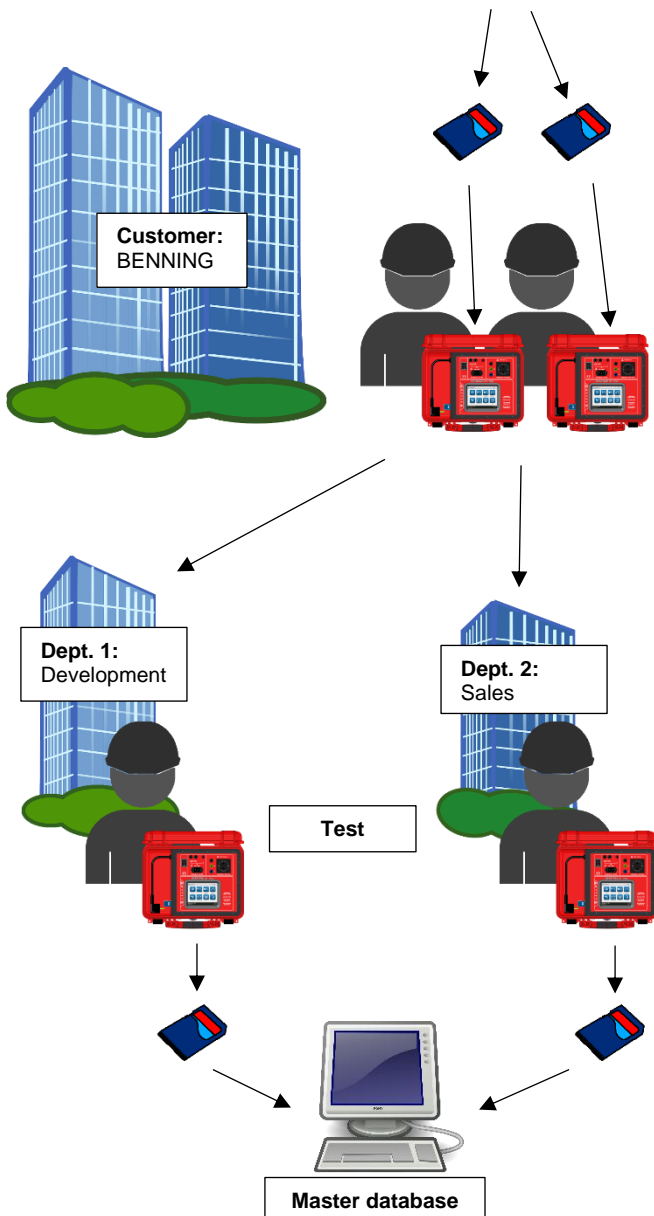 Customer:
BENNING
Dept. 1:
Development
Dept. 2:
Sales
Test
Master database